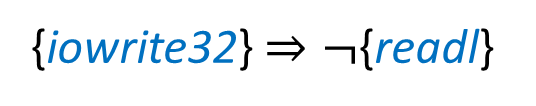 {iowrite32} ⇒ ¬{readl}